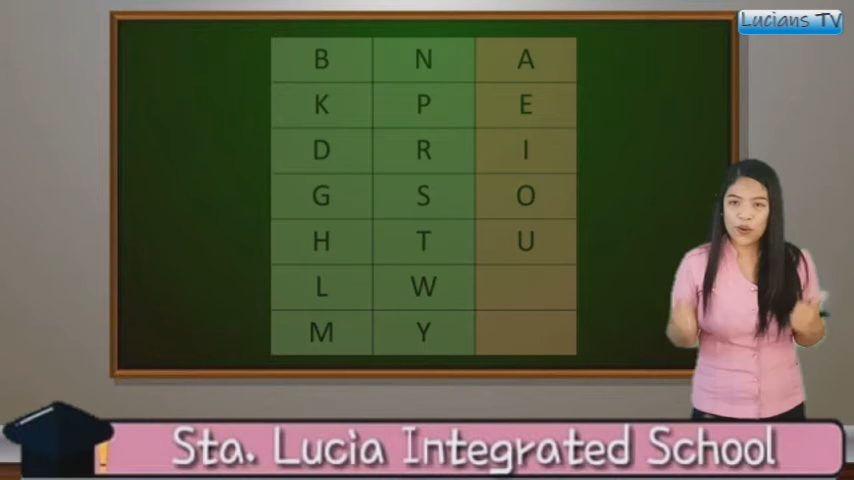 Lucians TV
B N A
K P E
D R I
G S O
H T U
L W
M Y
Sta. Lucia Integrated School